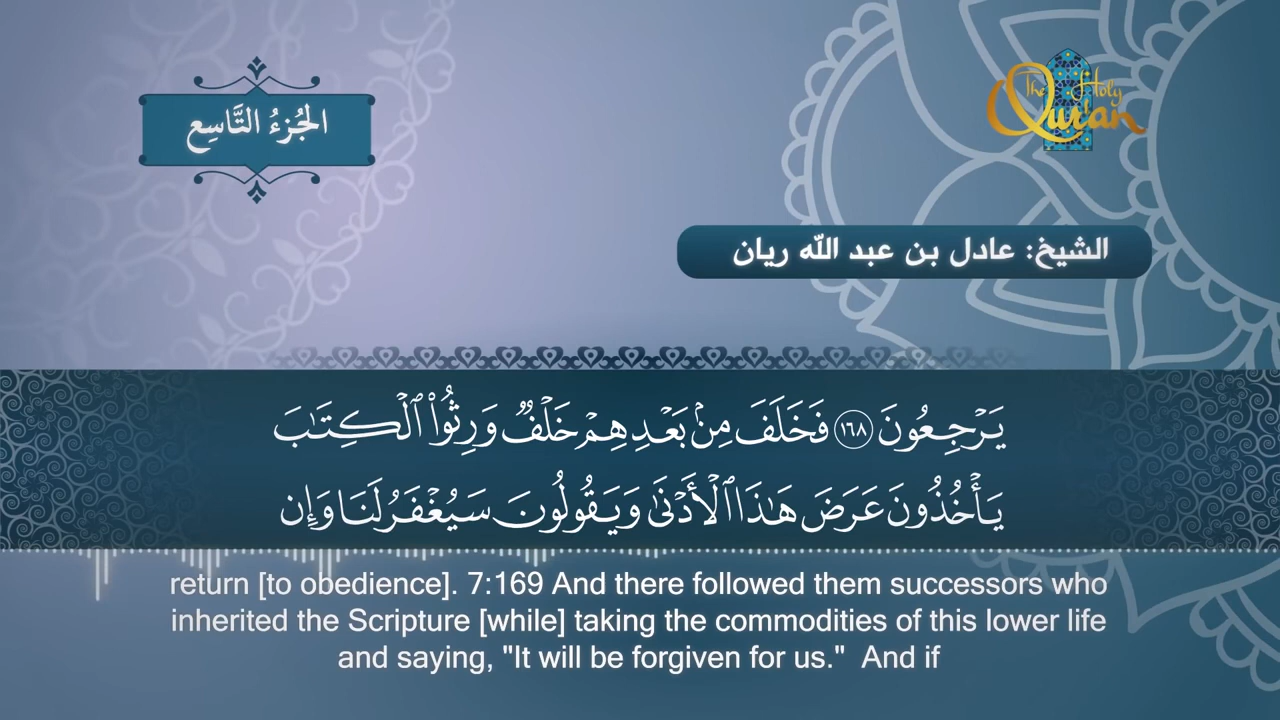 الجُزءُ التَّاسِع
The Holy
Qur'an
الشيخ: عادل بن عبد الله ريان
يَرْجِعُونَ ١٦٨ فَخَلَفَ مِنۢ بَعْدِهِمْ خَلْفٌ وَرِثُوا۟ ٱلْكِتَـٰبَ
يَأْخُذُونَ عَرَضَ هَـٰذَا ٱلْأَدْنَىٰ وَيَقُولُونَ سَيُغْفَرُ لَنَا وَإِن
return [to obedience]. 7:169 And there followed them successors who
inherited the Scripture [while] taking the commodities of this lower life
and saying, "It will be forgiven for us."  And if